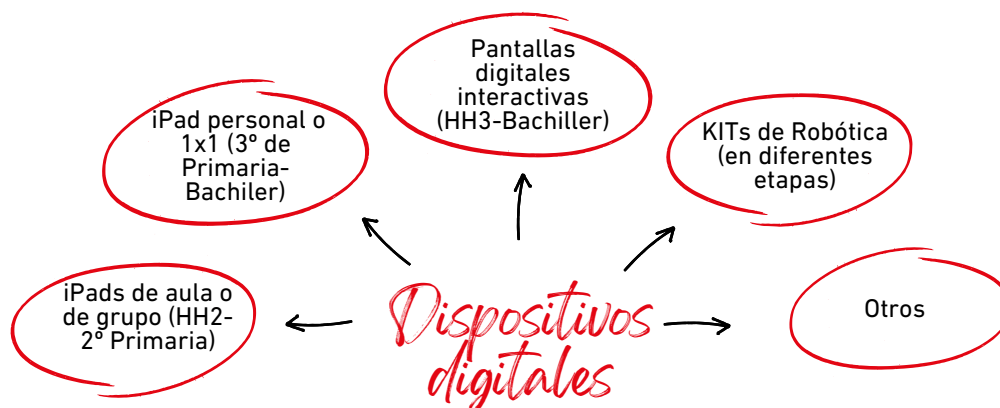 Pantallas
digitales
interactivas
(HH3-Bachiller)
iPad personal o
1x1 (3º de
Primaria-
Bachiler)
KITs de Robótica
(en diferentes
etapas)
iPads de aula o
de grupo (HH2-
2º Primaria)
Otros
Dispositivos
digitales